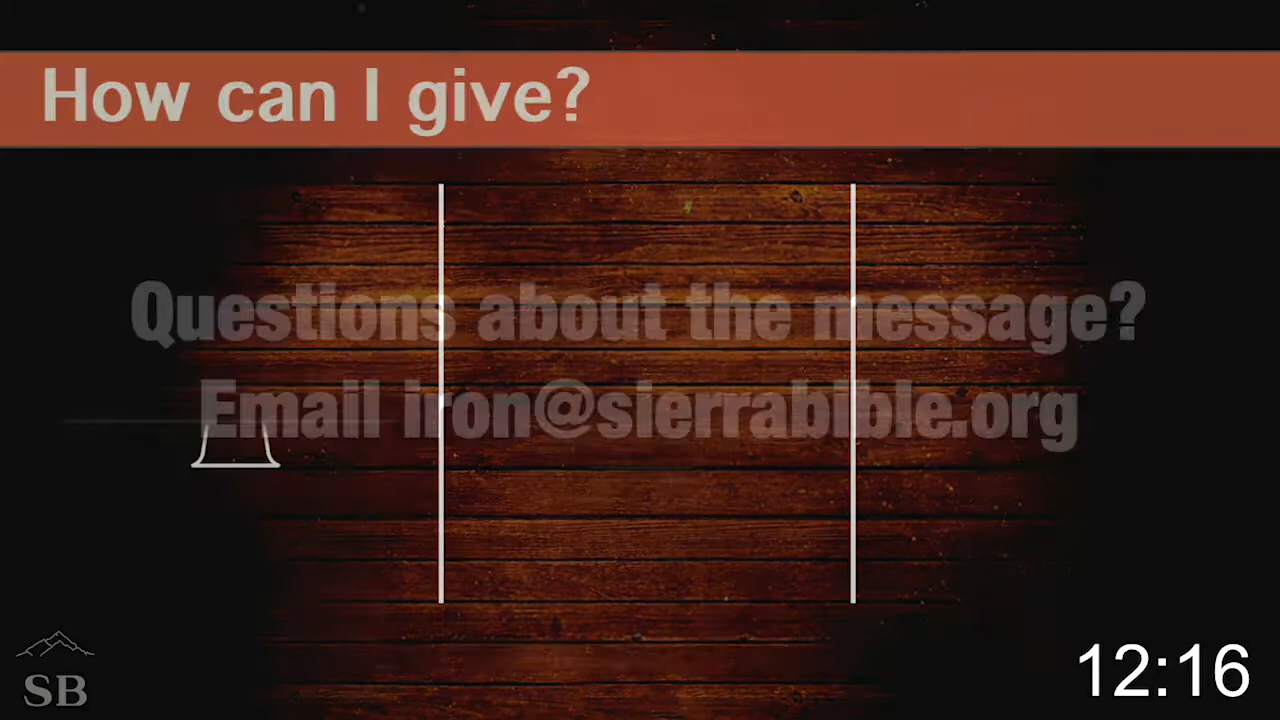 How can I give?
Questions about the message?
Email iron@sierrabible.org
SB
12:16